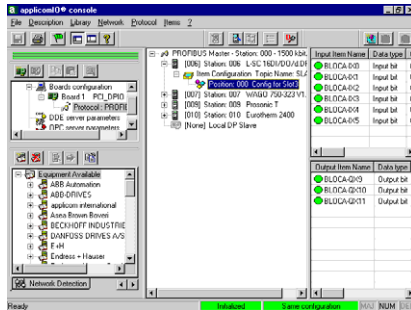 applicomIO® console
File Description Library Network Protocol Items ?
Boards configuration
Board 1 PCI_DPIO
Protocol : PROFI
DDE server parameters
OPC server parameters
Equipment Available
ABB Automation
ABB-DRIVES
applicom international
Asea Brown Boveri
BECKHOFF INDUSTRIE
DANFOSS DRIVES A/S
E+H
Endress + Hauser
Network Detection
PROFIBUS Master - Station: 000 - 1500 kbit,
[006] Station: 006 L-SC 16DI/DO/4 DF
Item Configuration Topic Name: SLA
Position: 000 Config for Slot3
[007] Station: 007 WAGO 750-323 V1.
[009] Station: 009 Prosonic T
[010] Station: 010 Eurotherm 2400
[None] Local DP Slave
Input Item Name Data type
BLOCA-IX0 Input bit
BLOCA-IX1 Input bit
BLOCA-IX2 Input bit
BLOCA-IX3 Input bit
BLOCA-IX4 Input bit
BLOCA-IX5 Input bit
Output Item Name Data type
BLOCA-QX9 Output bit
BLOCA-QX10 Output bit
BLOCA-QX11 Output bit
Ready Initialized Same configuration MAJ NUM